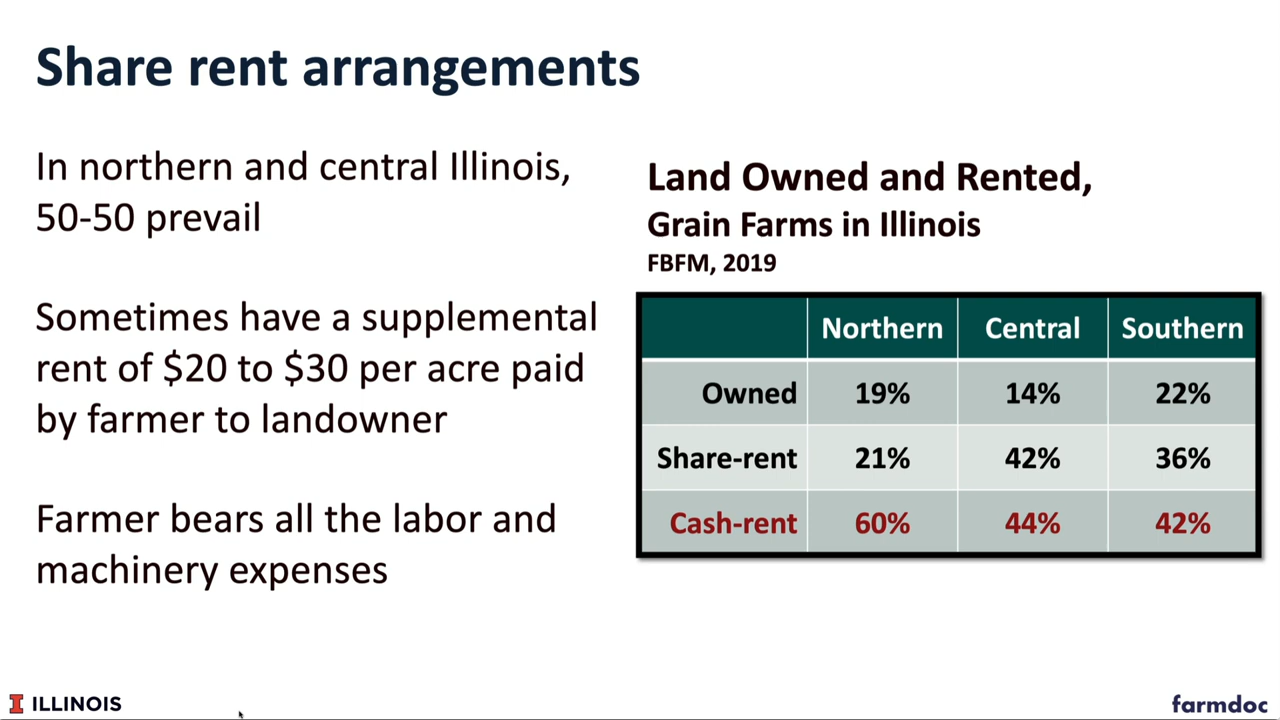 Share rent arrangements
In northern and central Illinois,
50-50 prevail
Sometimes have a supplemental
rent of $20 to $30 per acre paid
by farmer to landowner
Farmer bears all the labor and
machinery expenses
Land Owned and Rented,
Grain Farms in Illinois
FBFM, 2019
Northern Central Southern
Owned 19% 14% 22%
Share-rent 21% 42% 36%
Cash-rent 60% 44% 42%
I ILLINOIS
farmdoc